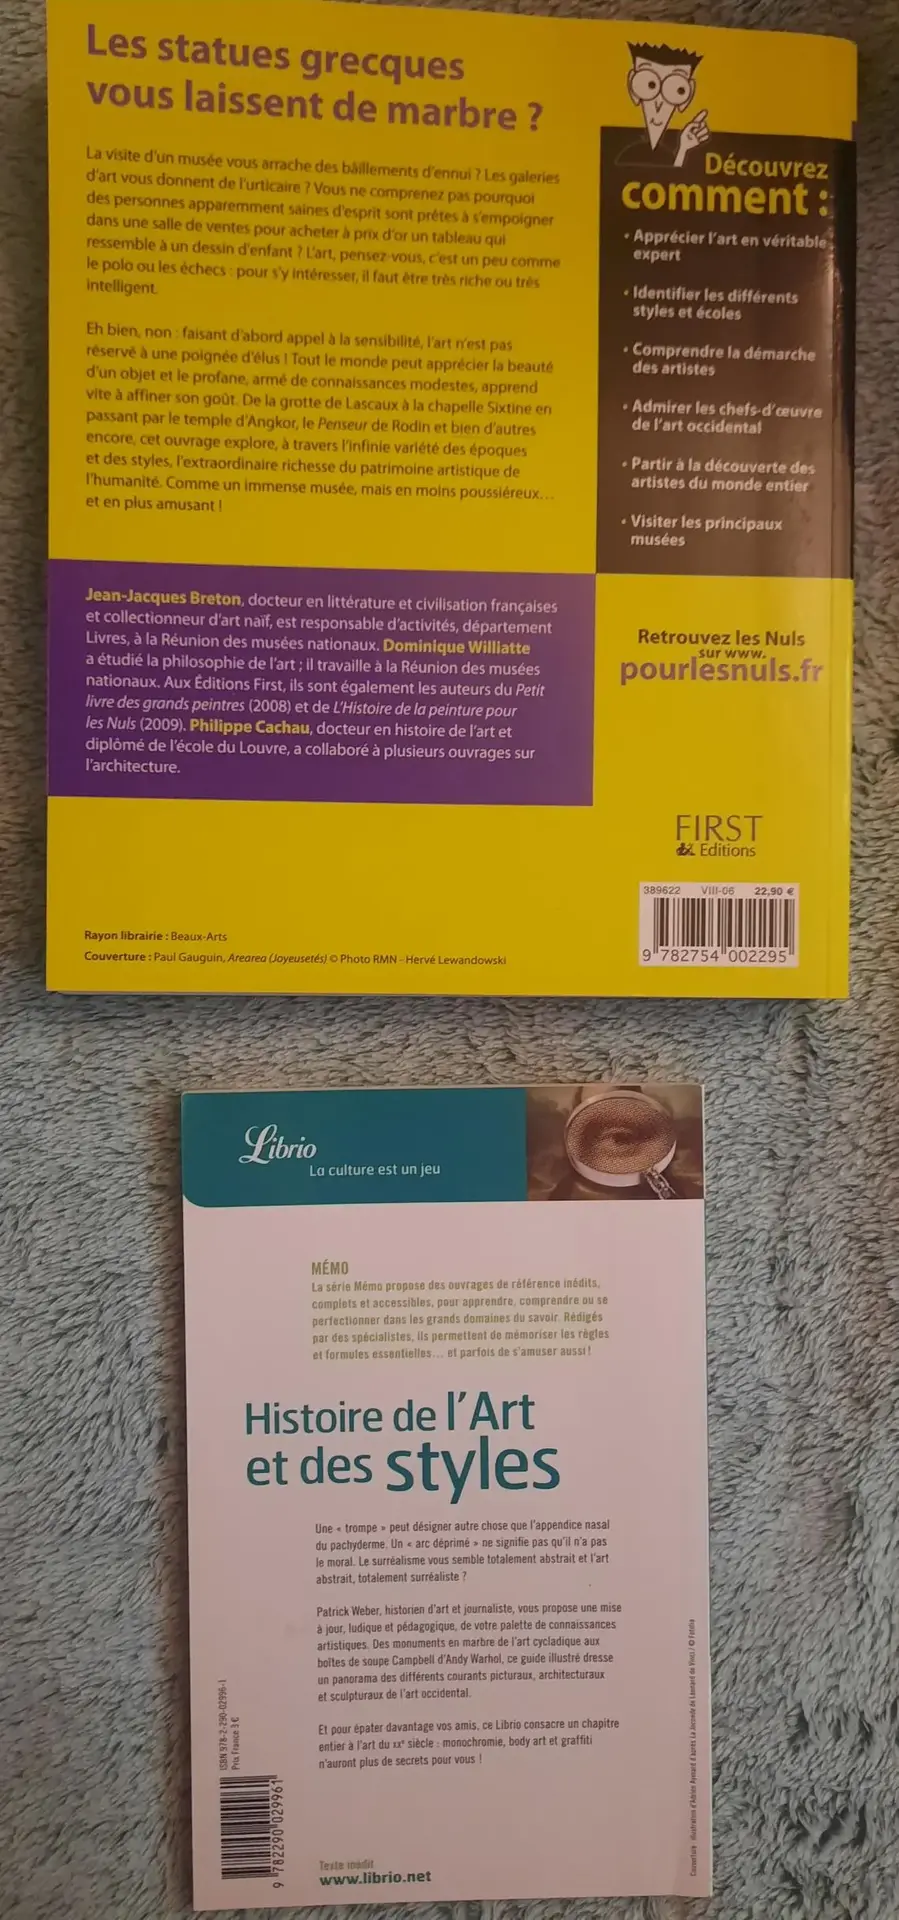 Les statues grecques
vous laissent de marbre ?
La visite d'un musée vous arrache des bâillements d'ennui ? Les galeries
d'art vous donnent de l'urticaire ? Vous ne comprenez pas pourquoi
des personnes apparemment saines d'esprit sont prêtes à s'empoigner
dans une salle de ventes pour acheter à prix d'or un tableau qui
ressemble à un dessin d'enfant ? L'art, pensez-vous, c'est un peu comme
le polo ou les échecs : pour s'y intéresser, il faut être très riche ou très
intelligent.
Eh bien, non : faisant d'abord appel à la sensibilité, l'art n'est pas
réservé à une poignée d'élus ! Tout le monde peut apprécier la beauté
d'un objet et le profane, armé de connaissances modestes, apprend
vite à affiner son goût. De la grotte de Lascaux à la chapelle Sixtine en
passant par le temple d'Angkor, le Penseur de Rodin et bien d'autres
encore, cet ouvrage explore, à travers l'infinie variété des époques
et des styles, l'extraordinaire richesse du patrimoine artistique de
l'humanité. Comme un immense musée, mais en moins poussiéreux...
et en plus amusant !
Découvrez
comment :
• Apprécier l'art en véritable
expert
• Identifier les différents
styles et écoles
• Comprendre la démarche
des artistes
• Admirer les chefs-d'œuvre
de l'art occidental
• Partir à la découverte des
artistes du monde entier
• Visiter les principaux
musées
Jean-Jacques Breton, docteur en littérature et civilisation françaises
et collectionneur d'art naïf, est responsable d'activités, département
Livres, à la Réunion des musées nationaux. Dominique Williatte
a étudié la philosophie de l'art ; il travaille à la Réunion des musées
nationaux. Aux Éditions First, ils sont également les auteurs du Petit
livre des grands peintres (2008) et de L'Histoire de la peinture pour
les Nuls (2009). Philippe Cachau, docteur en histoire de l'art et
diplômé de l'école du Louvre, a collaboré à plusieurs ouvrages sur
l'architecture.
Retrouvez les Nuls
sur www.
pourlesnuls.fr
FIRST
Editions
389622 VIII-06 22,90 €
9 782754 002295
Rayon librairie : Beaux-Arts
Couverture : Paul Gauguin, Arearea (Joyeusetés) © Photo RMN - Hervé Lewandowski
Librio
La culture est un jeu
MÉMO
La série Mémo propose des ouvrages de référence inédits,
complets et accessibles, pour apprendre, comprendre ou se
perfectionner dans les grands domaines du savoir. Rédigés
par des spécialistes, ils permettent de mémoriser les règles
et formules essentielles... et parfois de s'amuser aussi !
Histoire de l'Art
et des styles
Une « trompe » peut désigner autre chose que l'appendice nasal
du pachyderme. Un « arc déprimé » ne signifie pas qu'il n'a pas
le moral. Le surréalisme vous semble totalement abstrait et l'art
abstrait, totalement surréaliste ?
Patrick Weber, historien d'art et journaliste, vous propose une mise
à jour, ludique et pédagogique, de votre palette de connaissances
artistiques. Des monuments en marbre de l'art cycladique aux
boîtes de soupe Campbell d'Andy Warhol, ce guide illustré dresse
un panorama des différents courants picturaux, architecturaux
et sculpturaux de l'art occidental.
Et pour épater davantage vos amis, ce Librio consacre un chapitre
entier à l'art du XXe siècle : monochromie, body art et graffiti
n'auront plus de secrets pour vous !
Texte inédit
www.librio.net
ISBN 978-2-290-02996-1
Prix France 3 €
9 782290 029961
Couverture : illustration d'Adrien Aymard d'après La Joconde de Léonard de Vinci / © Fotolia